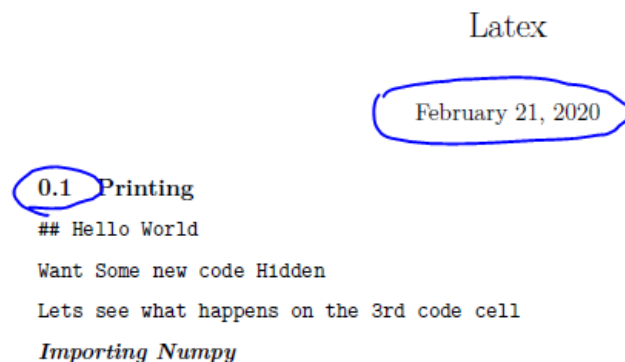 Latex
February 21, 2020
0.1 Printing
## Hello World
Want Some new code Hidden
Lets see what happens on the 3rd code cell
Importing Numpy